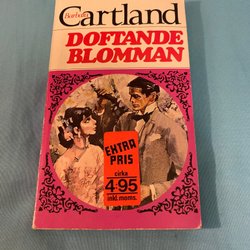 Barbara
Cartland
DOFTANDE
BLOMMAN
EXTRA
PRIS
cirka
4:95
inkl. moms.